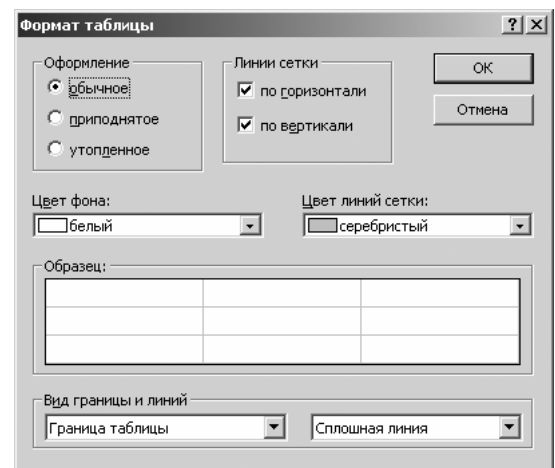 Формат таблицы
Оформление
обычное
приподнятое
утопленное
Линии сетки
по горизонтали
по вертикали
OK
Отмена
Цвет фона:
белый
Цвет линий сетки:
серебристый
Образец:
Вид границы и линий
Граница таблицы
Сплошная линия